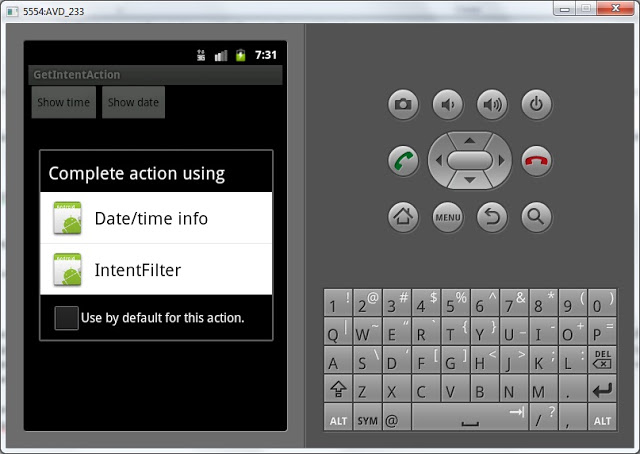 5554:AVD_233
3G 7:31
GetIntentAction
Show time Show date
Complete action using
Date/time info
IntentFilter
Use by default for this action.
MENU
1 ! 2 @ 3 # 4 $ 5 % 6 ^ 7 & 8 * 9 ( 0 )
Q | W ~ E " R ` T { Y } U _ I - O + P =
A S \ D ' F [ G ] H < J > K ; L : DEL
Z X C V B N M .
ALT SYM @ / ? , ALT